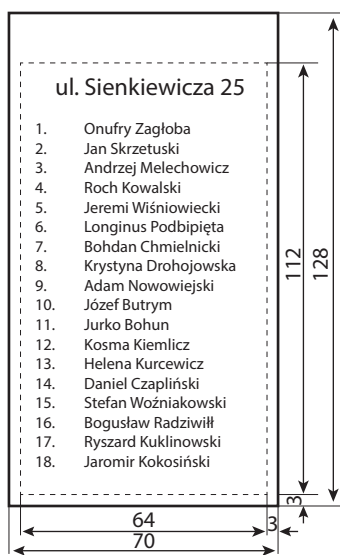 ul. Sienkiewicza 25
1. Onufry Zagłoba
2. Jan Skrzetuski
3. Andrzej Melechowicz
4. Roch Kowalski
5. Jeremi Wiśniowiecki
6. Longinus Podbipięta
7. Bohdan Chmielnicki
8. Krystyna Drohojowska
9. Adam Nowowiejski
10. Józef Butrym
11. Jurko Bohun
12. Kosma Kiemlicz
13. Helena Kurcewicz
14. Daniel Czapliński
15. Stefan Woźniakowski
16. Bogusław Radziwiłł
17. Ryszard Kuklinowski
18. Jaromir Kokosiński
112
128
3
64
3
70